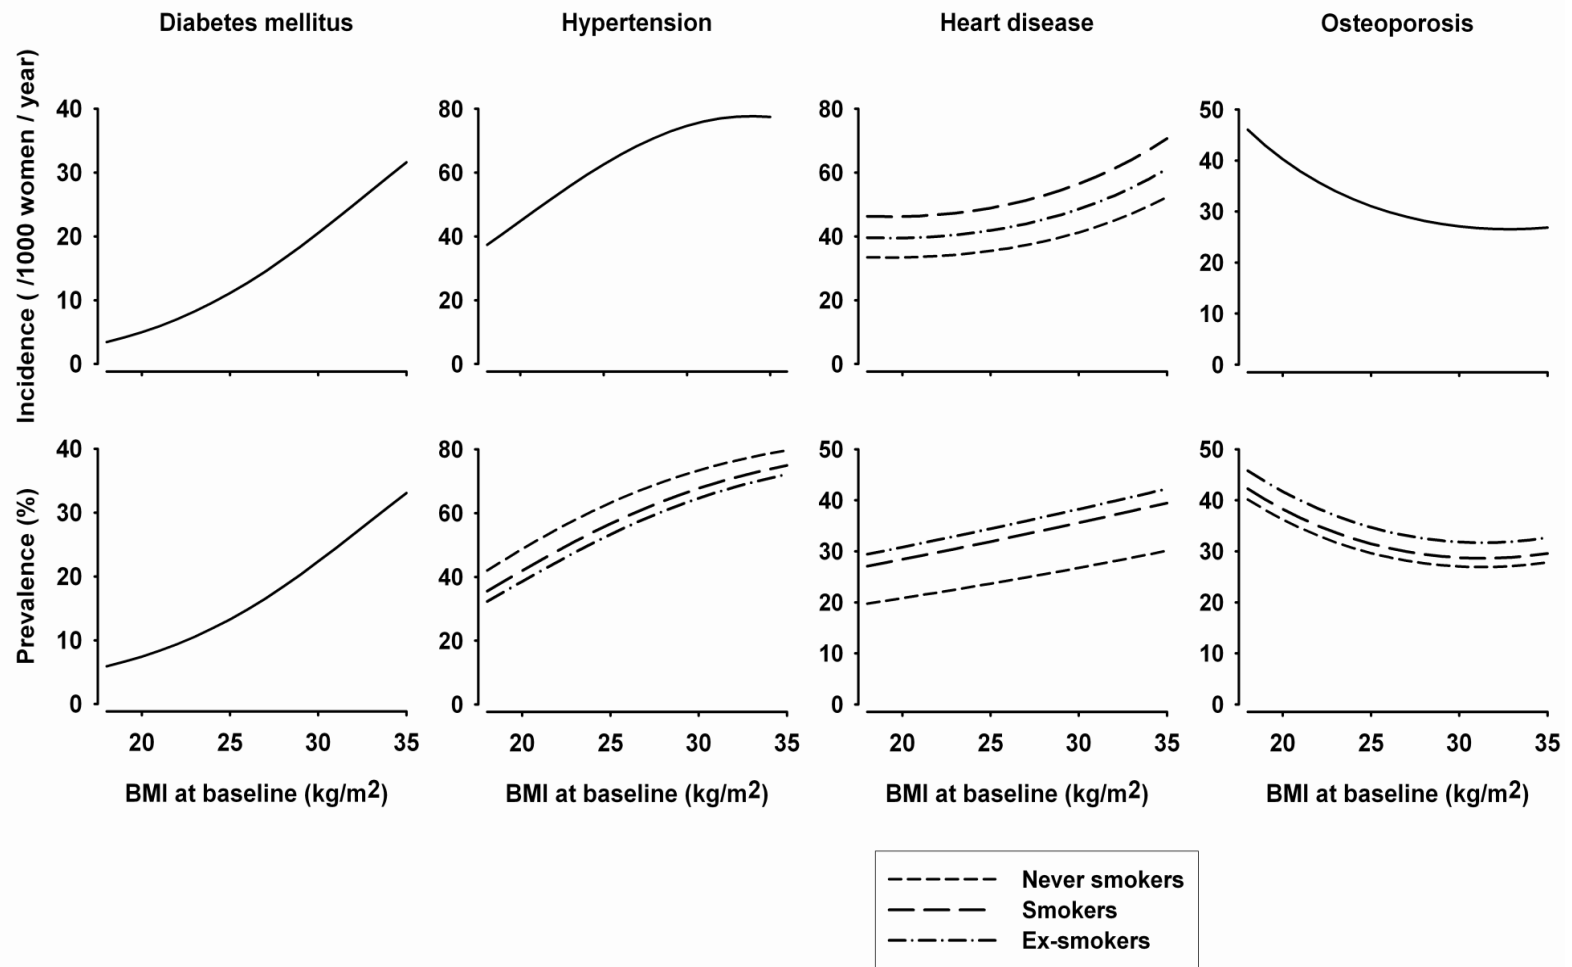 Diabetes mellitus Hypertension Heart disease Osteoporosis
Incidence ( /1000 women / year)
40 80 80 50
30 60 60 40
20 40 40 30
10 20 20 20
0 0 0 10
0
Prevalence (%)
40 80 50 50
30 60 40 40
20 40 30 30
10 20 20 20
0 0 10 10
0 0
20 25 30 35 20 25 30 35 20 25 30 35 20 25 30 35
BMI at baseline (kg/m2) BMI at baseline (kg/m2) BMI at baseline (kg/m2) BMI at baseline (kg/m2)
Never smokers
Smokers
Ex-smokers